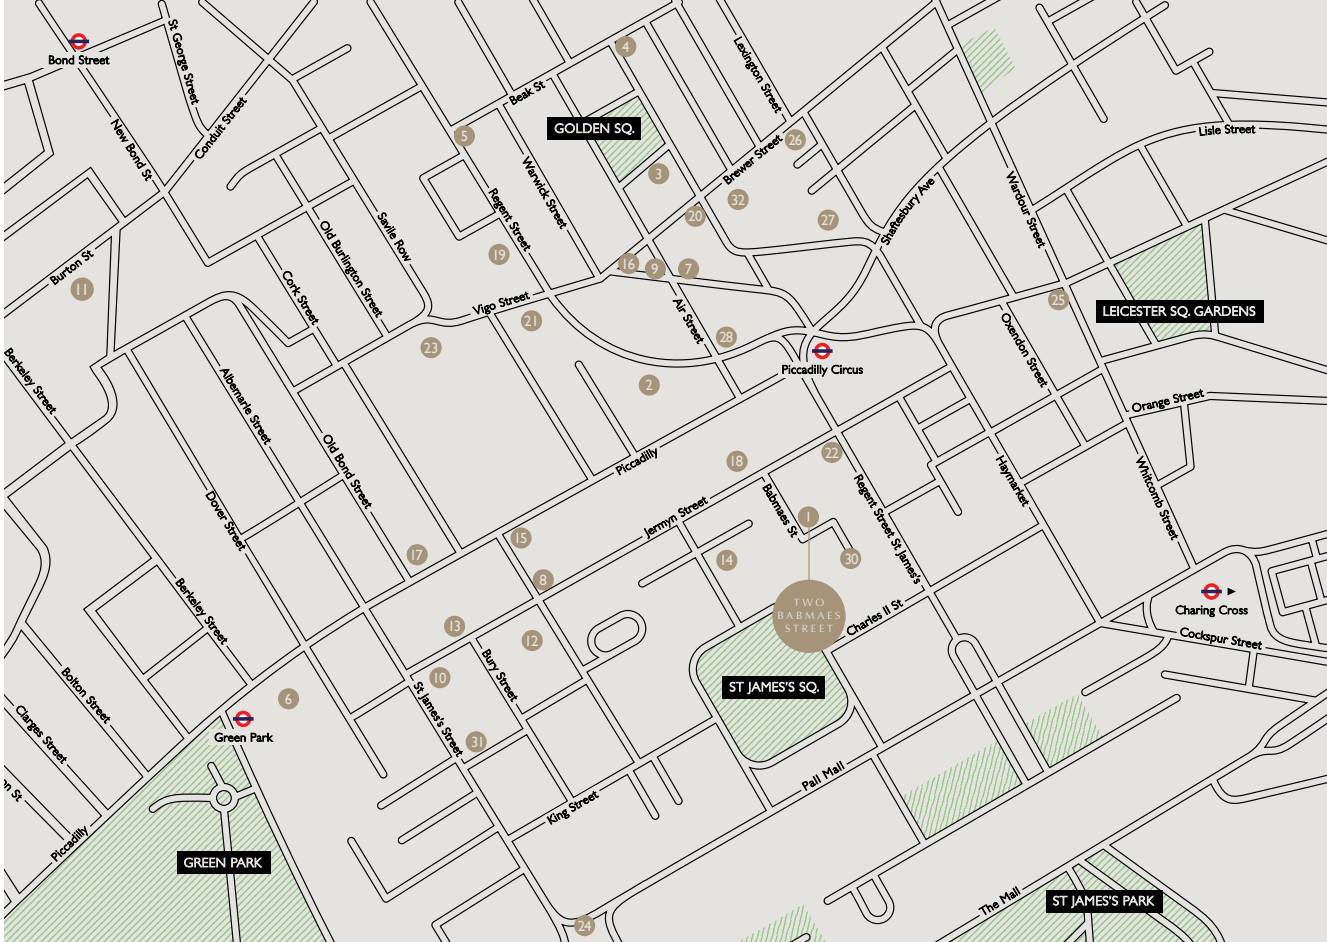 Bond Street
St George Street
New Bond St
Conduit Street
Burton St
11
Berkeley Street
Cork Street
Old Burlington Street
Savile Row
Regent Street
Warwick Street
Beak St
4
5
GOLDEN SQ.
3
Lexington Street
Brewer Street
26
32
20
27
19
16
9
7
Vigo Street
21
Air Street
28
23
2
Shaftesbury Ave
Wardour Street
Lisle Street
25
LEICESTER SQ. GARDENS
Oxendon Street
Piccadilly Circus
Orange Street
Albemarle Street
Old Bond Street
Dover Street
Berkeley Street
Piccadilly
18
22
Jermyn Street
Babmaes St
1
30
Regent Street St James's
Haymarket
Whitcomb Street
17
15
8
14
TWO
BABMAES
STREET
Charles II St
Charing Cross
Cockspur Street
13
12
10
Bury Street
St James's Street
31
ST JAMES'S SQ.
Bolton Street
Clarges Street
on St
6
Green Park
Piccadilly
GREEN PARK
King Street
Pall Mall
24
The Mall
ST JAMES'S PARK